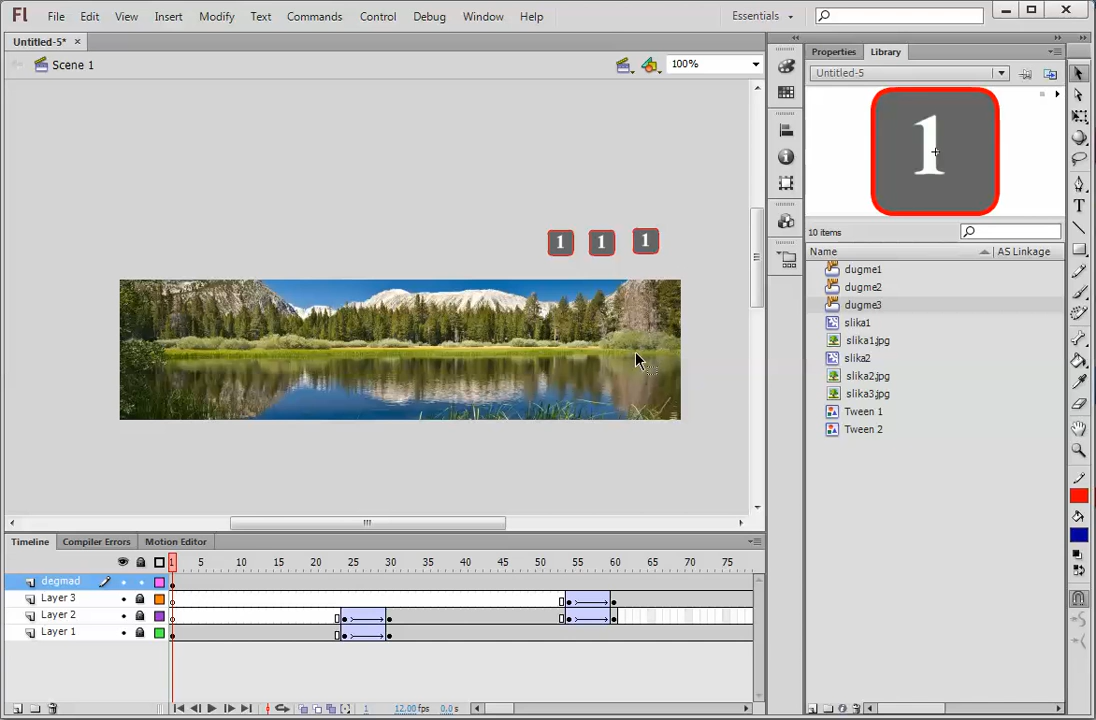 Fl File Edit View Insert Modify Text Commands Control Debug Window Help Essentials
Untitled-5* ×
Scene 1
100%
Properties Library
Untitled-5
1
10 items
Name AS Linkage
dugme1
dugme2
dugme3
slika1
slika1.jpg
slika2
slika2.jpg
slika3.jpg
Tween 1
Tween 2
1 1 1
Timeline Compiler Errors Motion Editor
1 5 10 15 20 25 30 35 40 45 50 55 60 65 70 75
degmad
Layer 3
Layer 2
Layer 1
1 12.00 fps 0.0 s